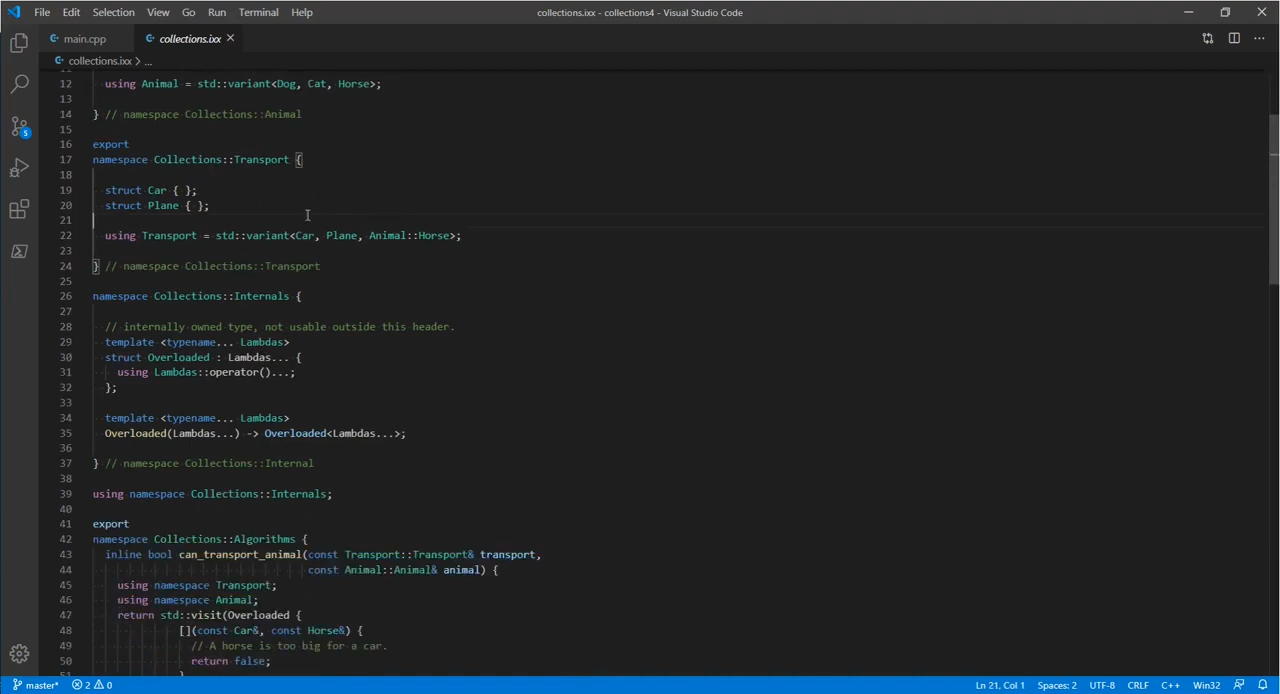 File Edit Selection View Go Run Terminal Help collections.ixx - collections4 - Visual Studio Code
main.cpp collections.ixx
collections.ixx > ...
12 using Animal = std::variant<Dog, Cat, Horse>;
13
14 } // namespace Collections::Animal
15
16 export
17 namespace Collections::Transport {
18
19 struct Car { };
20 struct Plane { };
21
22 using Transport = std::variant<Car, Plane, Animal::Horse>;
23
24 } // namespace Collections::Transport
25
26 namespace Collections::Internals {
27
28 // internally owned type, not usable outside this header.
29 template <typename... Lambdas>
30 struct Overloaded : Lambdas... {
31 using Lambdas::operator()...;
32 };
33
34 template <typename... Lambdas>
35 Overloaded(Lambdas...) -> Overloaded<Lambdas...>;
36
37 } // namespace Collections::Internal
38
39 using namespace Collections::Internals;
40
41 export
42 namespace Collections::Algorithms {
43 inline bool can_transport_animal(const Transport::Transport& transport,
44 const Animal::Animal& animal) {
45 using namespace Transport;
46 using namespace Animal;
47 return std::visit(Overloaded {
48 [](const Car&, const Horse&) {
49 // A horse is too big for a car.
50 return false;
5
master* 2 0 Ln 21, Col 1 Spaces: 2 UTF-8 CRLF C++ Win32